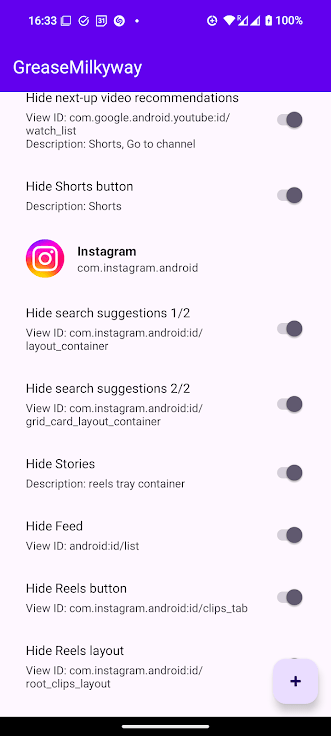 16:33
31
100%
GreaseMilkyway
Hide next-up video recommendations
View ID: com.google.android.youtube:id/
watch_list
Description: Shorts, Go to channel
Hide Shorts button
Description: Shorts
Instagram
com.instagram.android
Hide search suggestions 1/2
View ID: com.instagram.android:id/
layout_container
Hide search suggestions 2/2
View ID: com.instagram.android:id/
grid_card_layout_container
Hide Stories
Description: reels tray container
Hide Feed
View ID: android:id/list
Hide Reels button
View ID: com.instagram.android:id/clips_tab
Hide Reels layout
View ID: com.instagram.android:id/
root_clips_layout
+